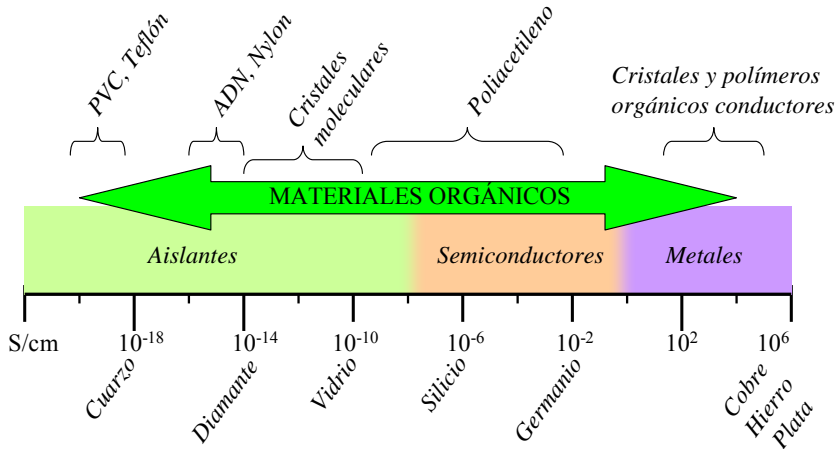 PVC, Teflón
ADN, Nylon
Cristales
moleculares
Poliacetileno
Cristales y polímeros
orgánicos conductores
MATERIALES ORGÁNICOS
Aislantes
Semiconductores
Metales
S/cm
10⁻¹⁸
10⁻¹⁴
10⁻¹⁰
10⁻⁶
10⁻²
10²
10⁶
Cuarzo
Diamante
Vidrio
Silicio
Germanio
Cobre
Hierro
Plata